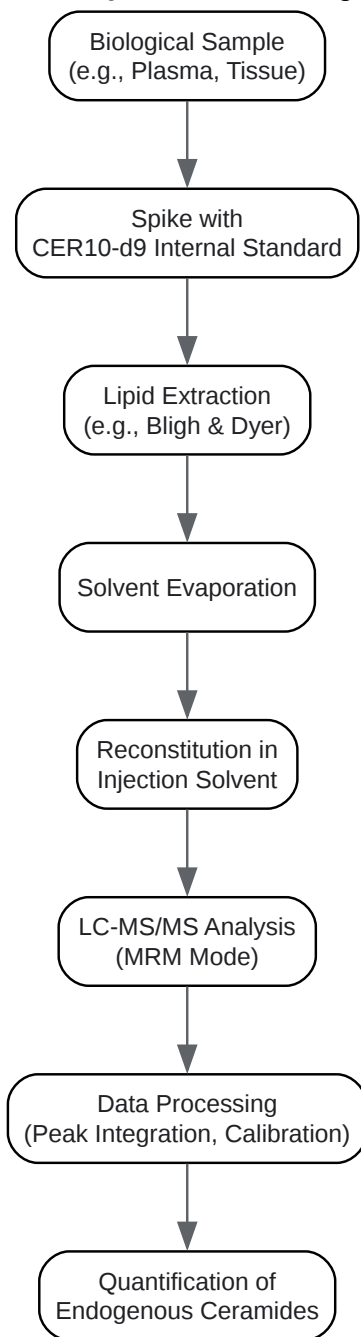 Biological Sample
(e.g., Plasma, Tissue)
Spike with
CER10-d9 Internal Standard
Lipid Extraction
(e.g., Bligh & Dyer)
Solvent Evaporation
Reconstitution in
Injection Solvent
LC-MS/MS Analysis
(MRM Mode)
Data Processing
(Peak Integration, Calibration)
Quantification of
Endogenous Ceramides